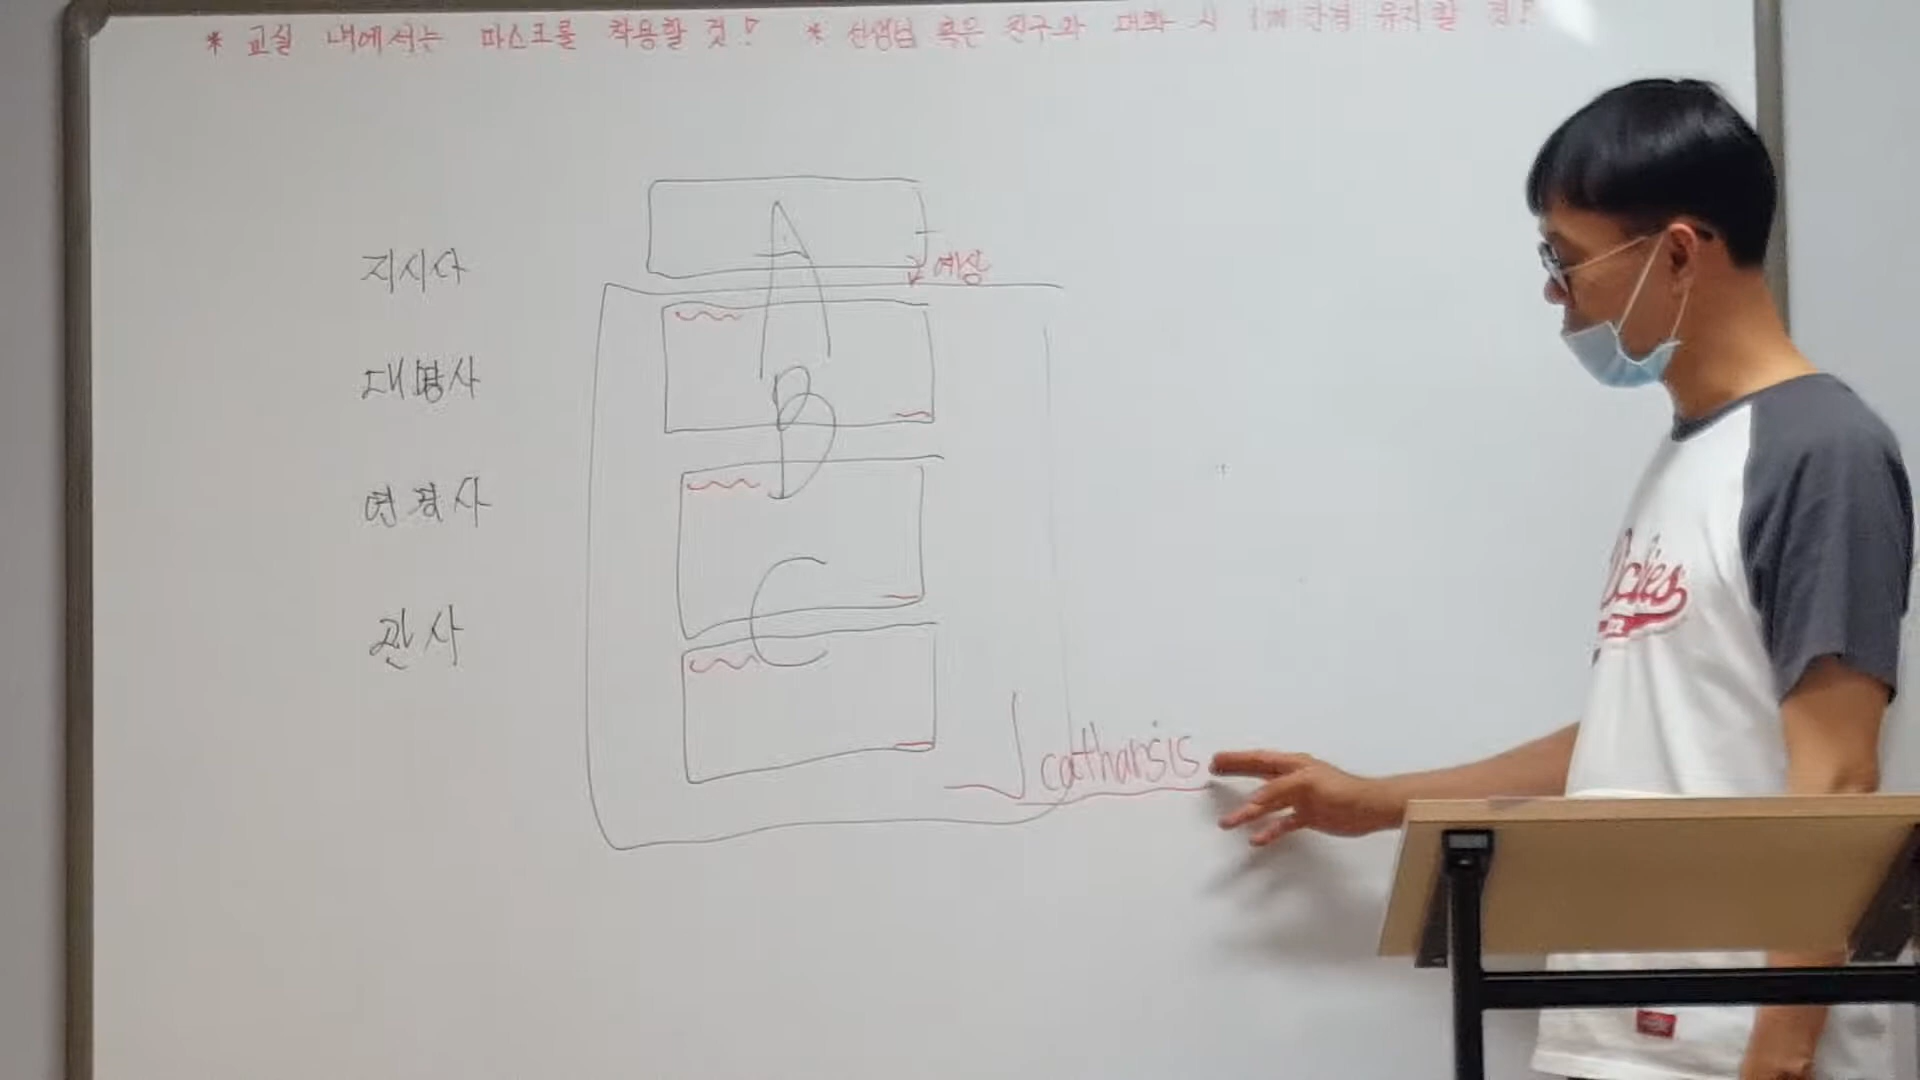 * 교실 내에서는 마스크를 착용할 것! * 선생님 혹은 친구와 대화 시 1m 간격 유지할 것!
지시사
예상
대명사
A
B
연결사
관사
C
catharsis